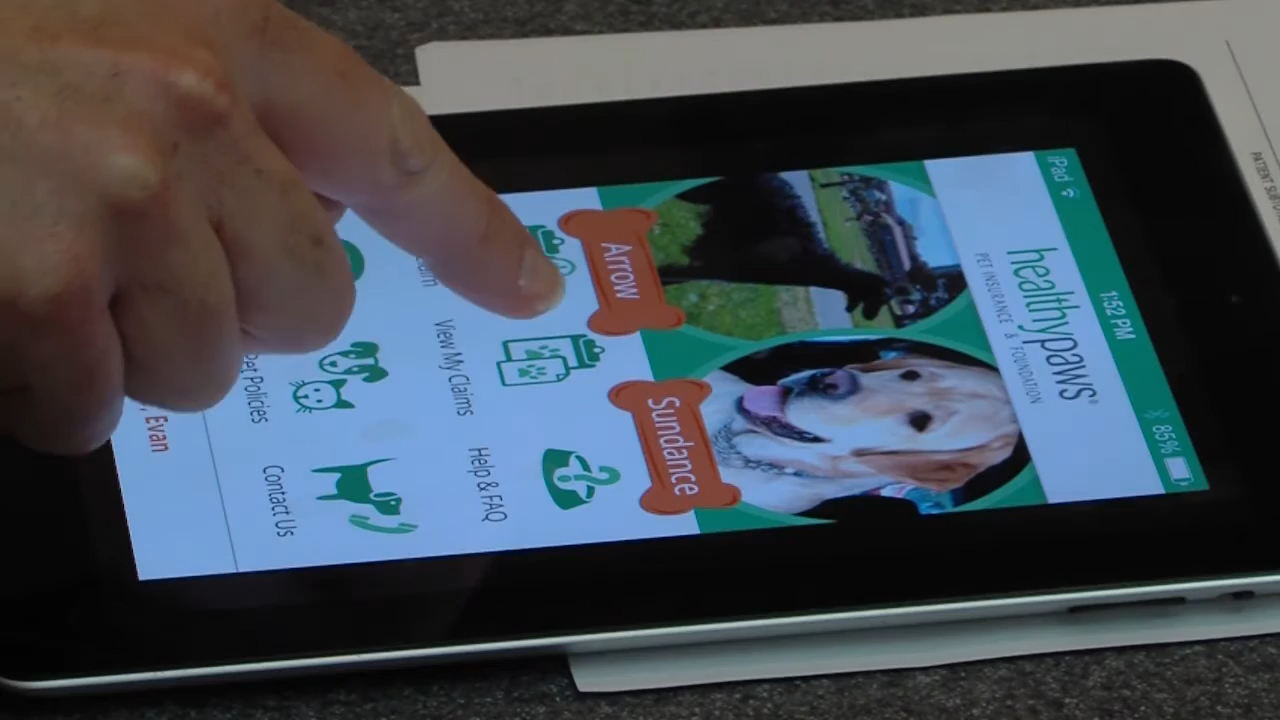 iPad 1:52 PM 85%
healthypaws®
PET INSURANCE & FOUNDATION
Arrow Sundance
View My Claims Help & FAQ
Pet Policies Contact Us
, Evan
PATIENT